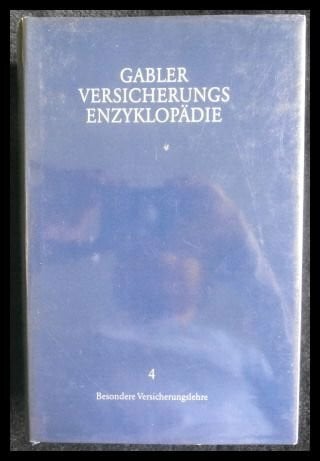 GABLER
VERSICHERUNGS
ENZYKLOPÄDIE
4
Besondere Versicherungslehre